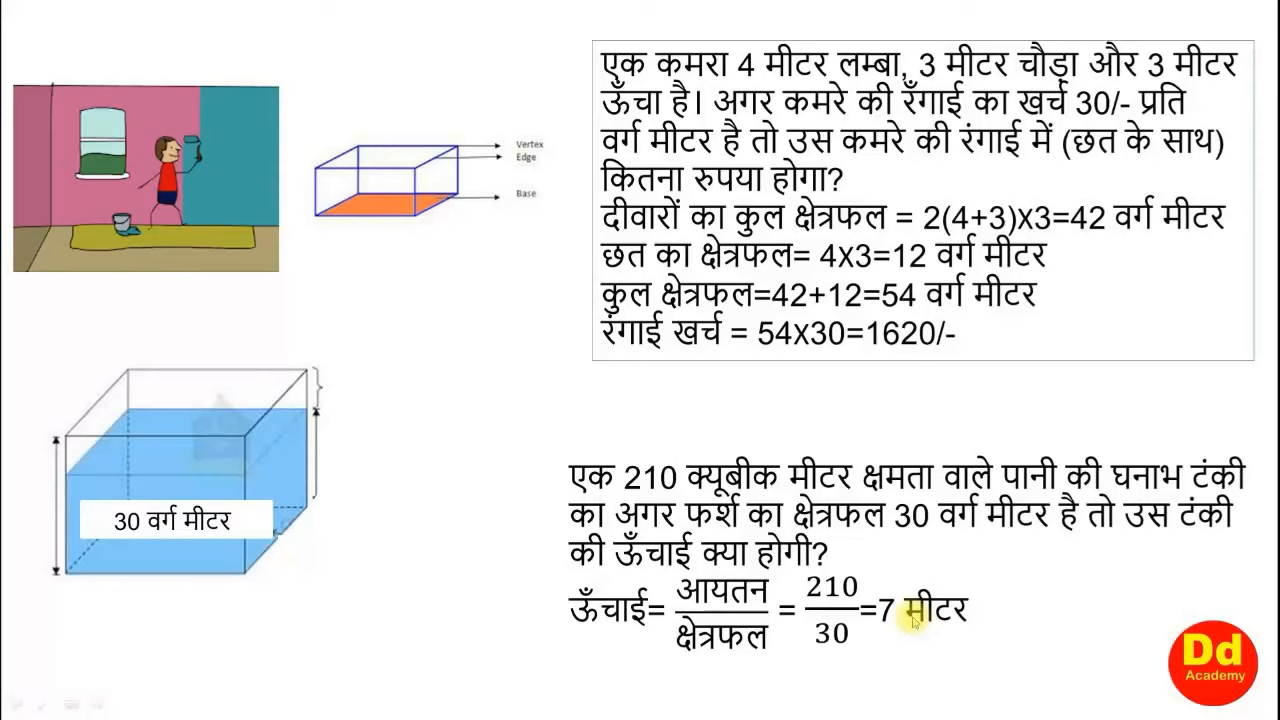 एक कमरा 4 मीटर लम्बा, 3 मीटर चौड़ा और 3 मीटर
ऊँचा है। अगर कमरे की रँगाई का खर्च 30/- प्रति
वर्ग मीटर है तो उस कमरे की रंगाई में (छत के साथ)
कितना रुपया होगा?
दीवारों का कुल क्षेत्रफल = 2(4+3)x3=42 वर्ग मीटर
छत का क्षेत्रफल= 4x3=12 वर्ग मीटर
कुल क्षेत्रफल=42+12=54 वर्ग मीटर
रंगाई खर्च = 54x30=1620/-
Vertex
Edge
Base
30 वर्ग मीटर
एक 210 क्यूबीक मीटर क्षमता वाले पानी की घनाभ टंकी
का अगर फर्श का क्षेत्रफल 30 वर्ग मीटर है तो उस टंकी
की ऊँचाई क्या होगी?
ऊँचाई= आयतन/क्षेत्रफल = 210/30 =7 मीटर
Dd
Academy